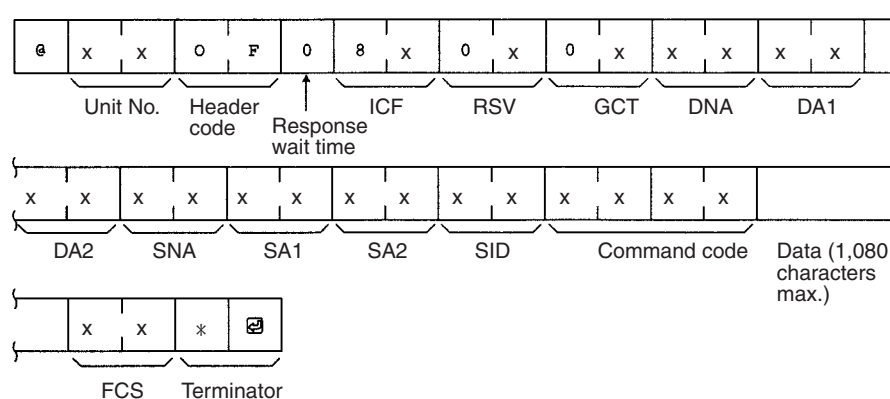 @ x x O F 0 8 x 0 x 0 x x x x x
Unit No. Header code Response wait time ICF RSV GCT DNA DA1
x x x x x x x x x x x x x x
DA2 SNA SA1 SA2 SID Command code Data (1,080 characters max.)
x x * ↵
FCS Terminator